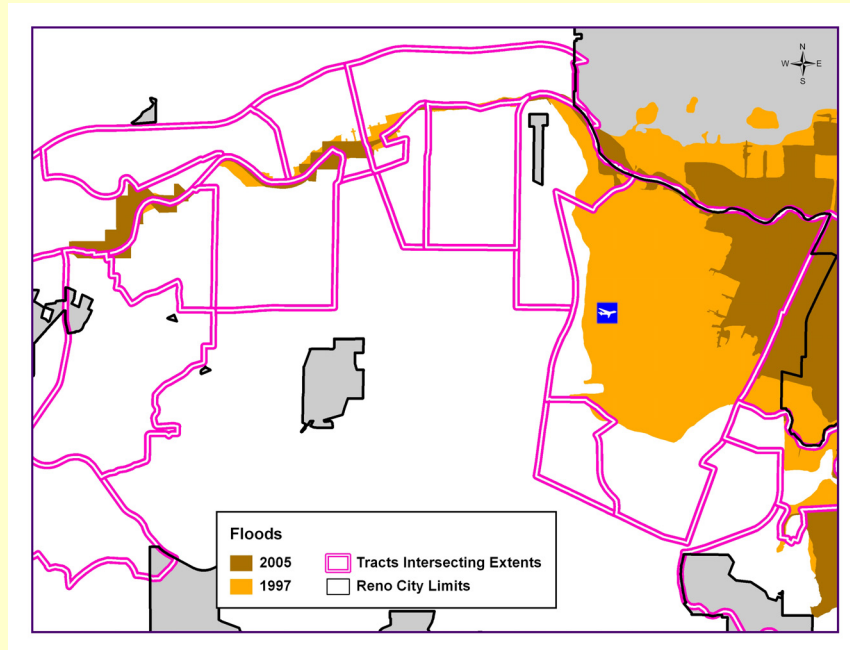 N
W E
S
Floods
2005 Tracts Intersecting Extents
1997 Reno City Limits